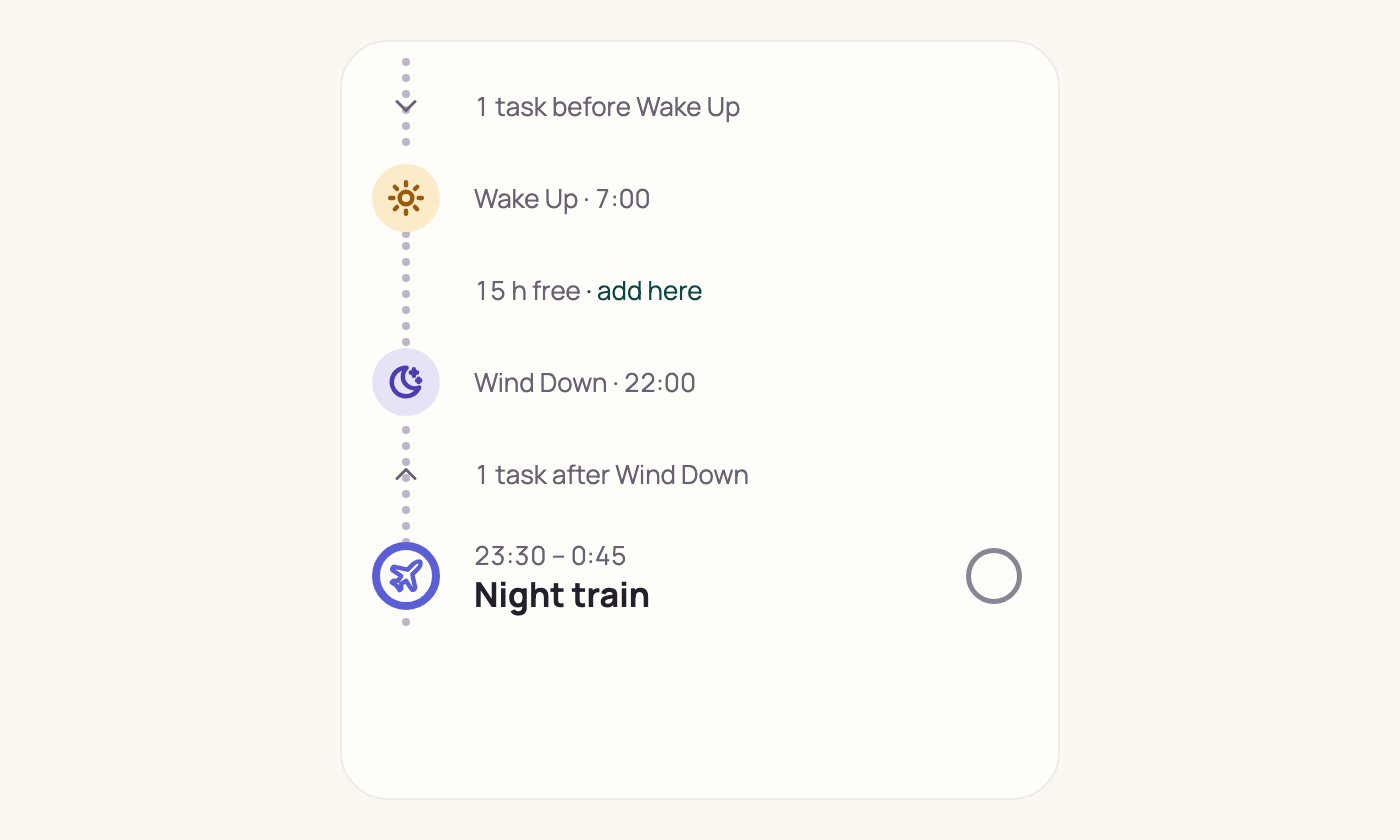 1 task before Wake Up
Wake Up · 7:00
15 h free · add here
Wind Down · 22:00
1 task after Wind Down
23:30 – 0:45
Night train